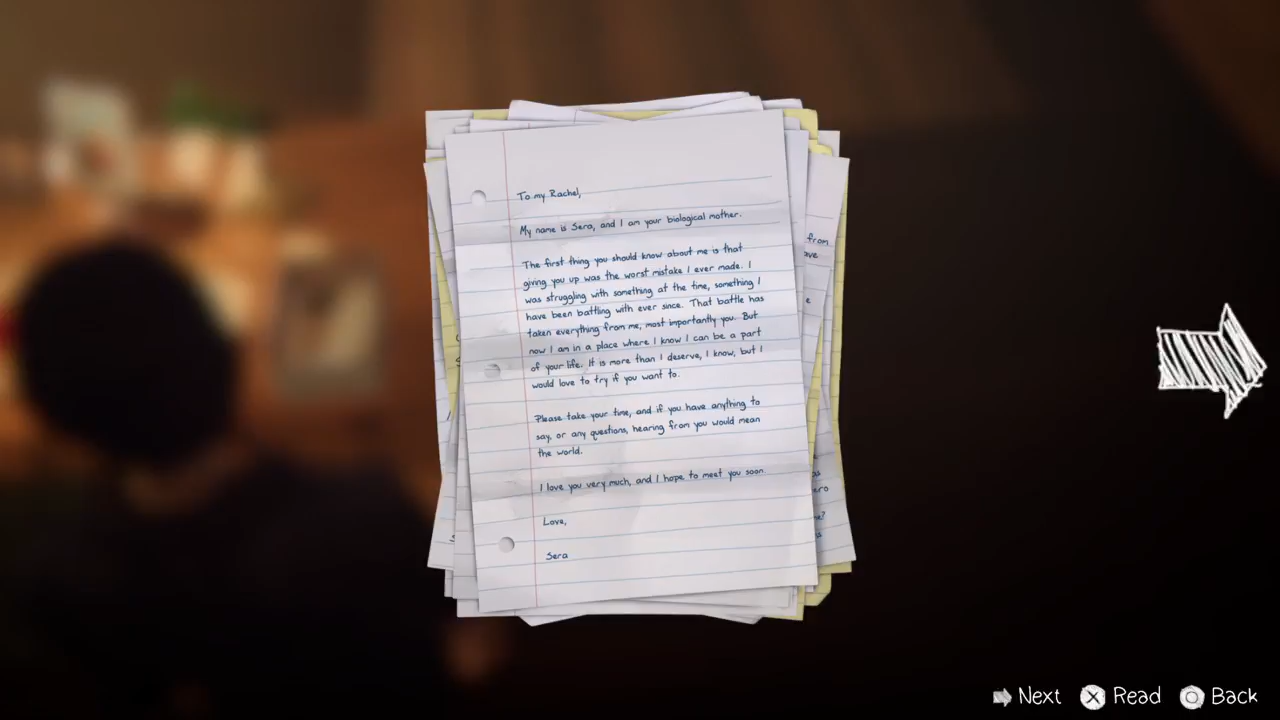 To my Rachel,
My name is Sera, and I am your biological mother.
The first thing you should know about me is that
giving you up was the worst mistake I ever made. I
was struggling with something at the time, something I
have been battling with ever since. That battle has
taken everything from me, most importantly you. But
now I am in a place where I know I can be a part
of your life. It is more than I deserve, I know, but I
would love to try if you want to.
Please take your time, and if you have anything to
say, or any questions, hearing from you would mean
the world.
I love you very much, and I hope to meet you soon.
Love,
Sera
from
Next
Read
Back